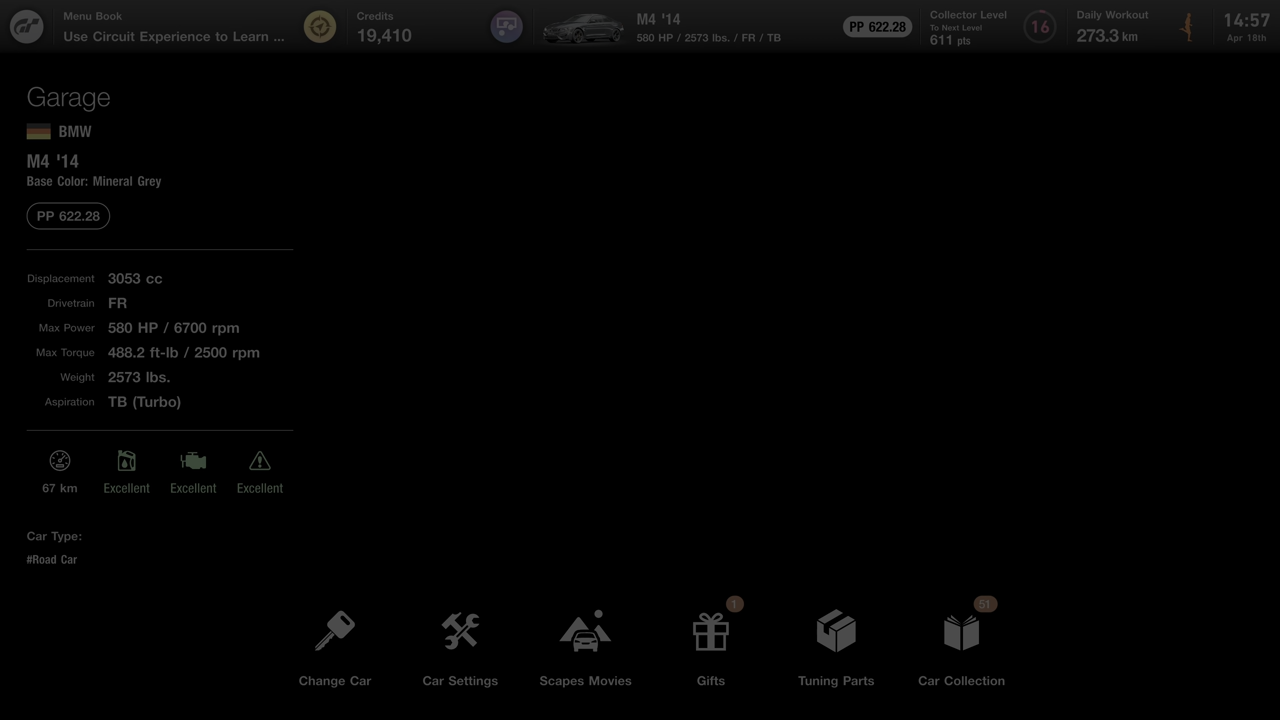 Menu Book
Use Circuit Experience to Learn ...
Credits
19,410
M4 '14
580 HP / 2573 lbs. / FR / TB
PP 622.28
Collector Level
To Next Level
611 pts
16
Daily Workout
273.3 km
14:57
Apr 18th
Garage
BMW
M4 '14
Base Color: Mineral Grey
PP 622.28
Displacement 3053 cc
Drivetrain FR
Max Power 580 HP / 6700 rpm
Max Torque 488.2 ft-lb / 2500 rpm
Weight 2573 lbs.
Aspiration TB (Turbo)
67 km Excellent Excellent Excellent
Car Type:
#Road Car
1 51
Change Car Car Settings Scapes Movies Gifts Tuning Parts Car Collection